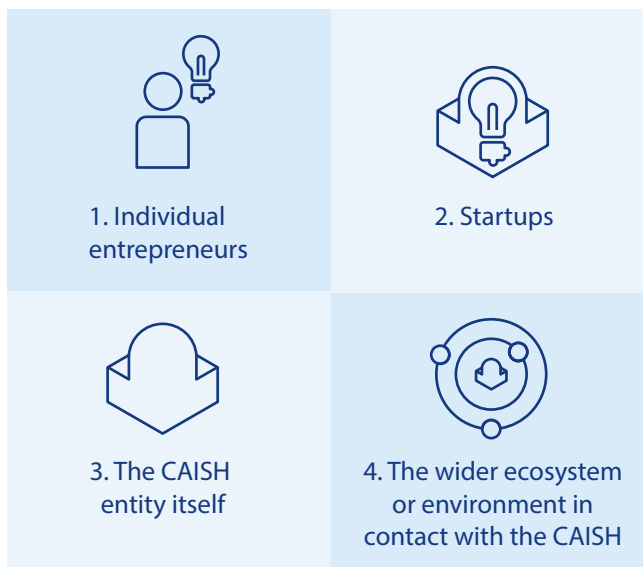 1. Individual
entrepreneurs
2. Startups
3. The CAISH
entity itself
4. The wider ecosystem
or environment in
contact with the CAISH